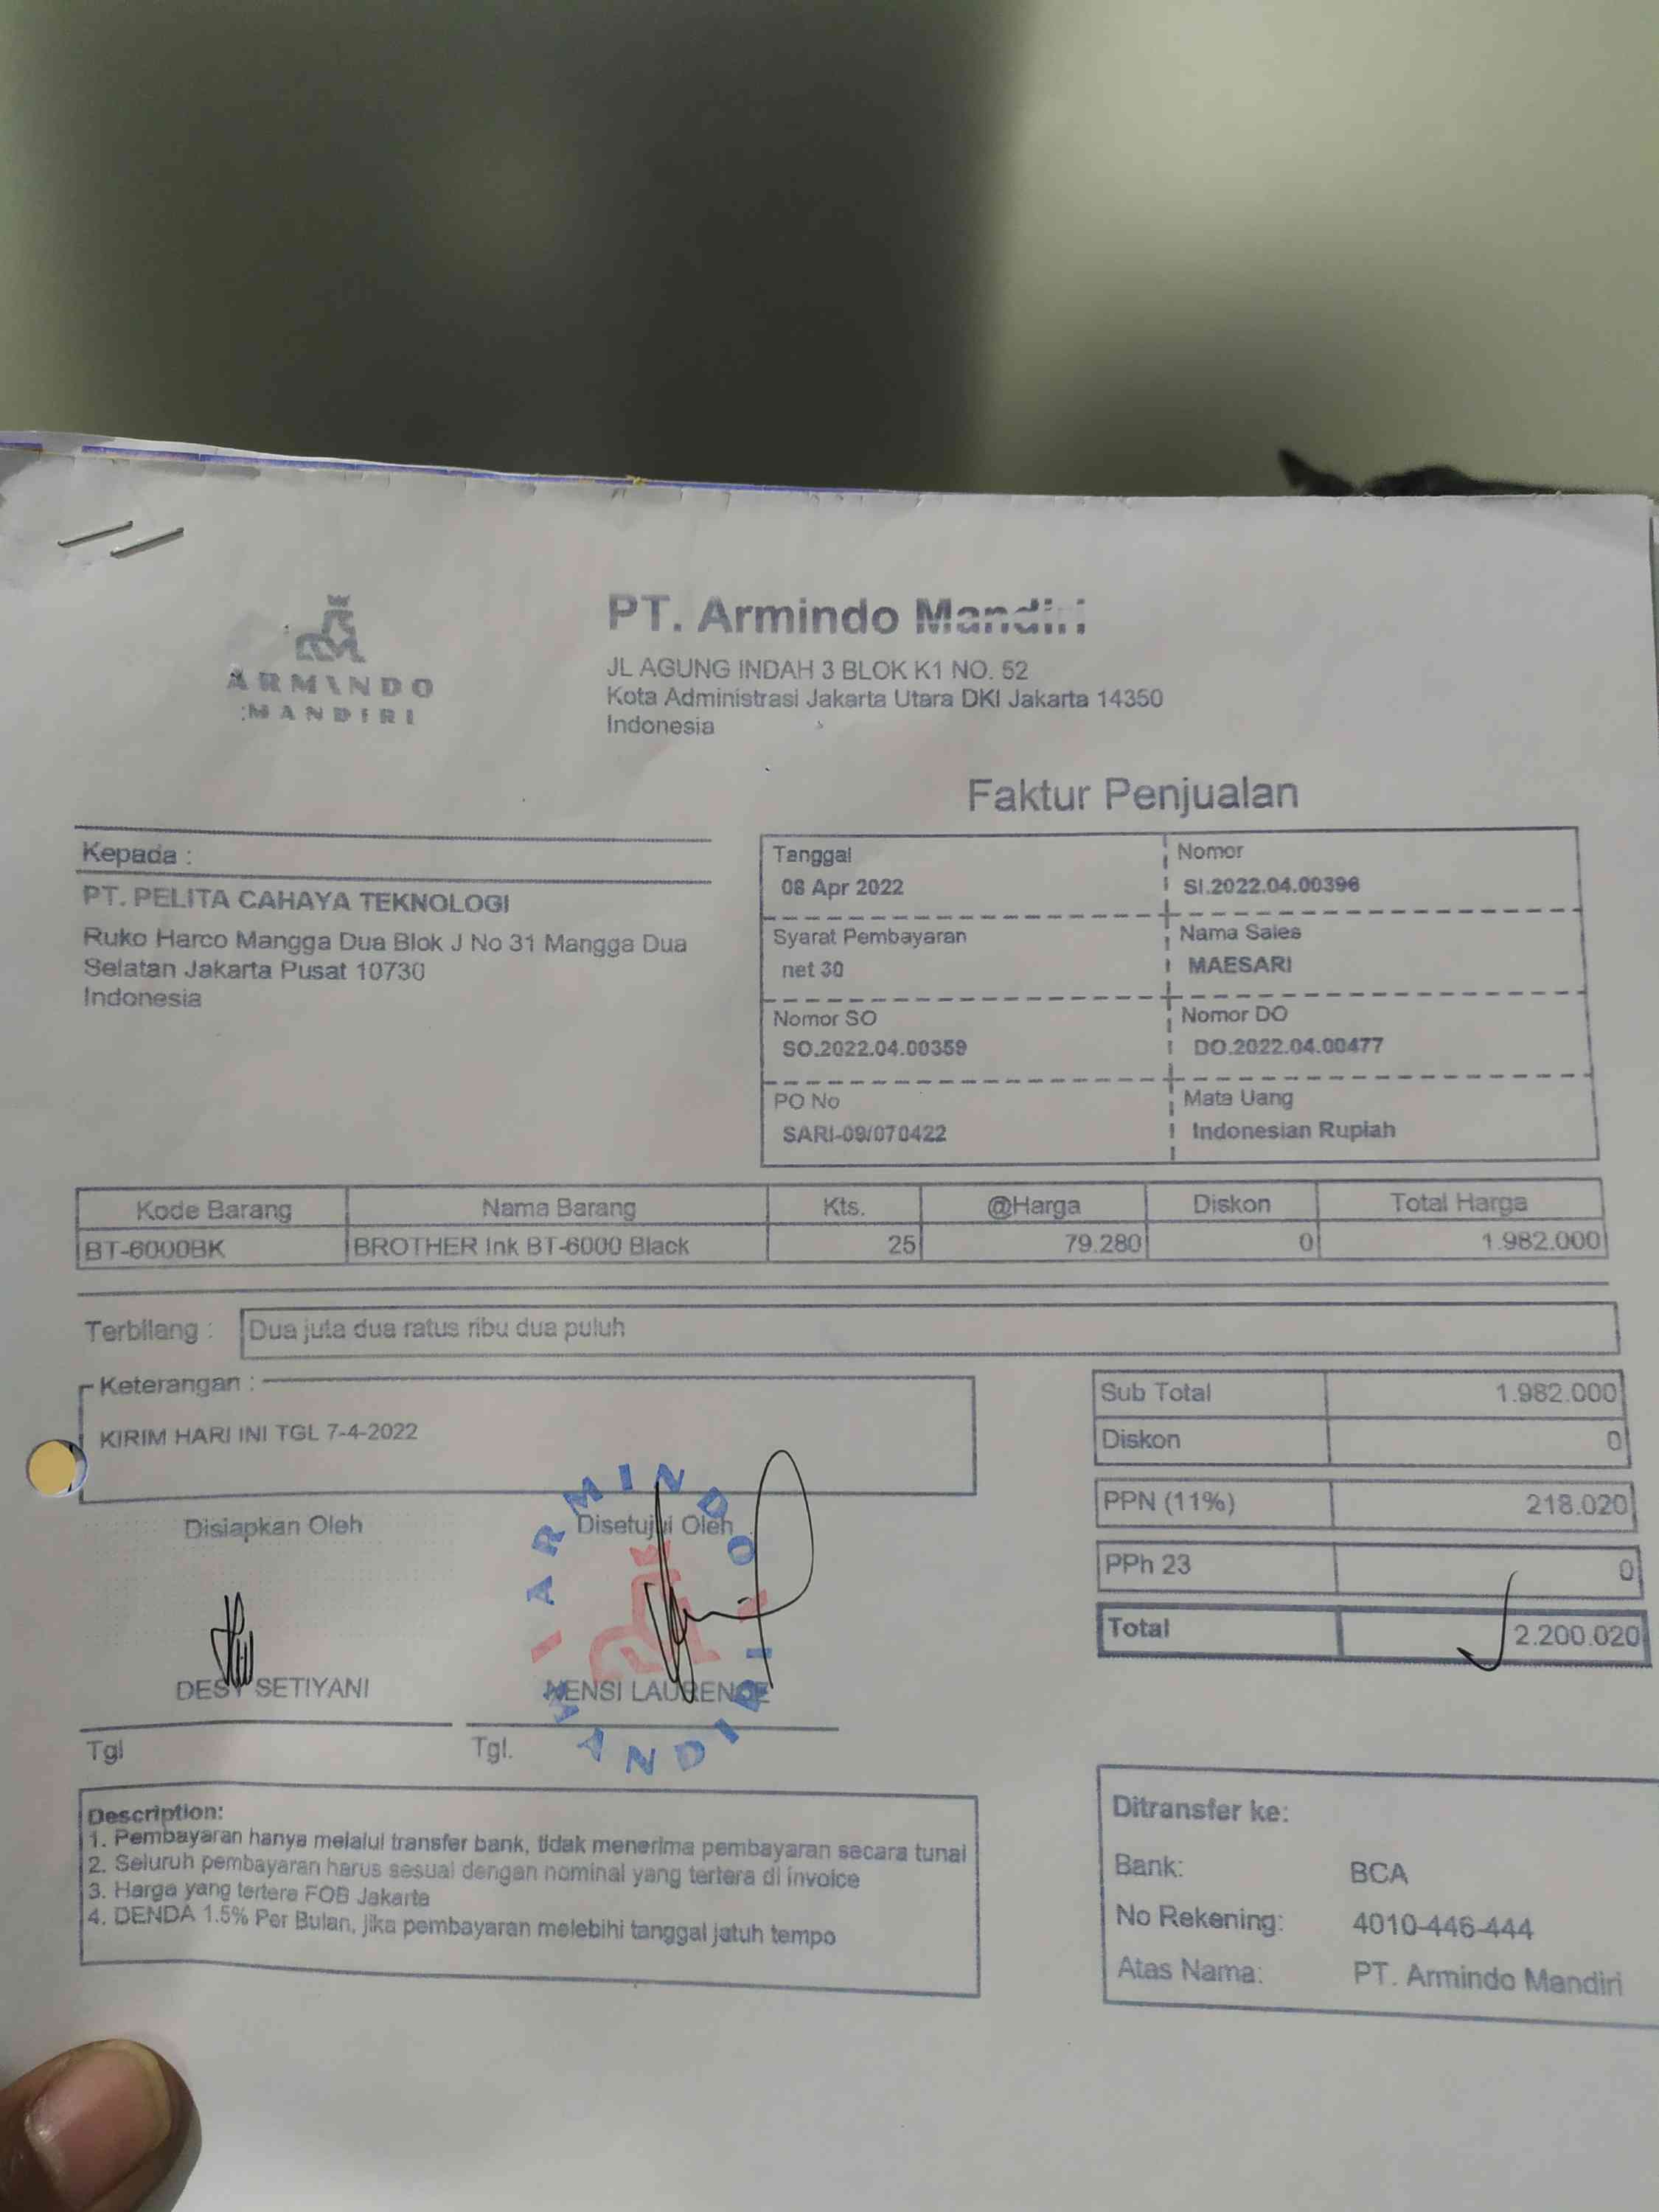 ARMINDO
MANDIRI
PT. Armindo Mandiri
JL AGUNG INDAH 3 BLOK K1 NO. 52
Kota Administrasi Jakarta Utara DKI Jakarta 14350
Indonesia
Faktur Penjualan
Kepada :
PT. PELITA CAHAYA TEKNOLOGI
Ruko Harco Mangga Dua Blok J No 31 Mangga Dua
Selatan Jakarta Pusat 10730
Indonesia
Tanggal Nomor
08 Apr 2022 SI.2022.04.00396
Syarat Pembayaran Nama Sales
net 30 MAESARI
Nomor SO Nomor DO
SO.2022.04.00359 DO.2022.04.00477
PO No Mata Uang
SARI-09/070422 Indonesian Rupiah
Kode Barang Nama Barang Kts. @Harga Diskon Total Harga
BT-6000BK BROTHER Ink BT-6000 Black 25 79.280 0 1.982.000
Terbilang : Dua juta dua ratus ribu dua puluh
Keterangan :
KIRIM HARI INI TGL 7-4-2022
Sub Total 1.982.000
Diskon 0
PPN (11%) 218.020
PPh 23 0
Total 2.200.020
Disiapkan Oleh Disetujui Oleh
ARMINDO
MANDIRI
DESY SETIYANI MENSI LAURENCE
Tgl Tgl.
Description:
1. Pembayaran hanya melalui transfer bank, tidak menerima pembayaran secara tunai
2. Seluruh pembayaran harus sesuai dengan nominal yang tertera di invoice
3. Harga yang tertera FOB Jakarta
4. DENDA 1.5% Per Bulan, jika pembayaran melebihi tanggal jatuh tempo
Ditransfer ke:
Bank: BCA
No Rekening: 4010-446-444
Atas Nama: PT. Armindo Mandiri